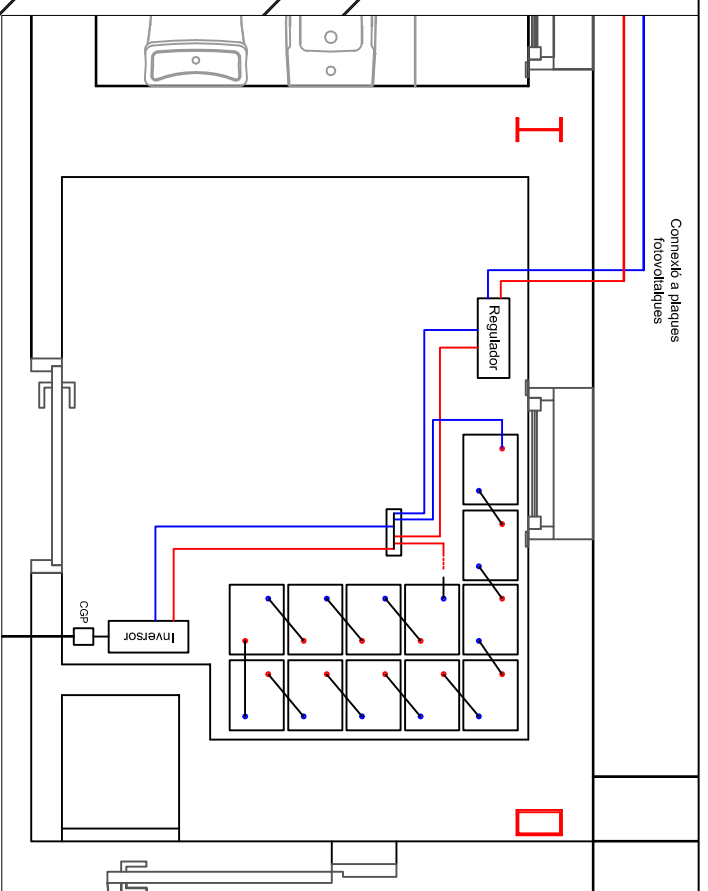 Connexió a plaques
fotovoltaiques
Regulador
CGP
Inversor